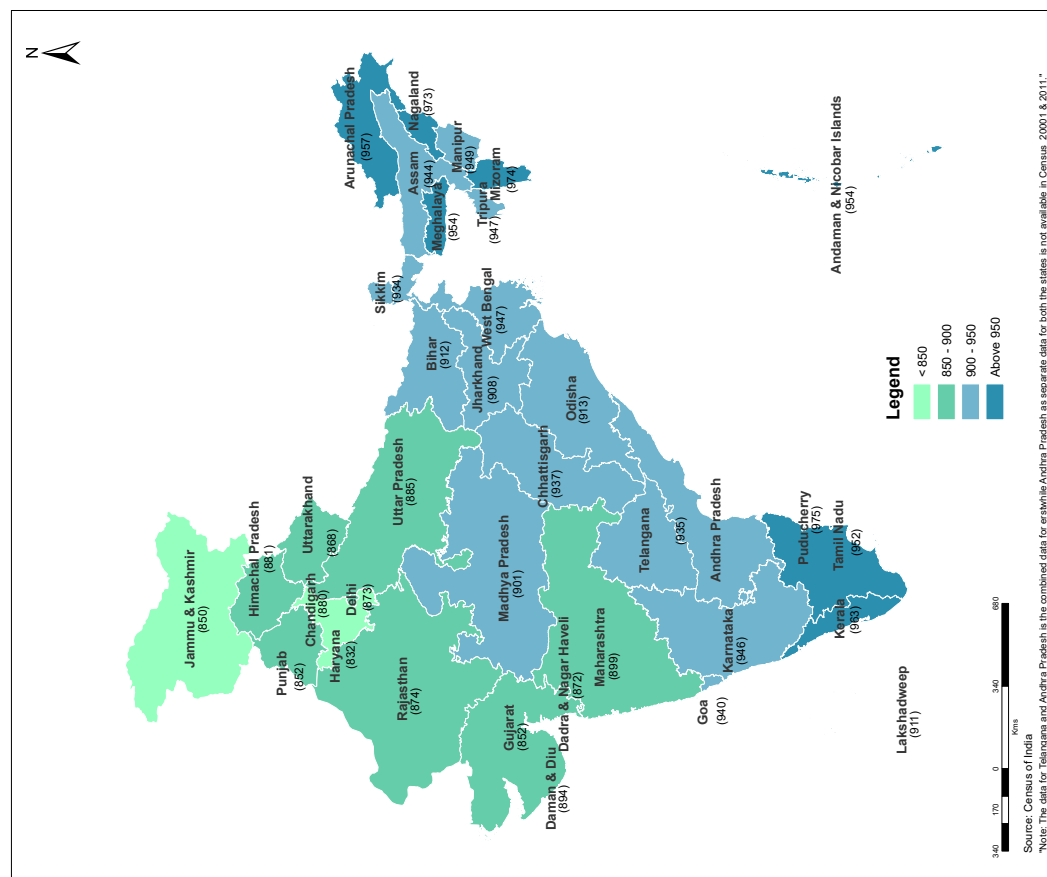 N
Jammu & Kashmir
(850)
Himachal Pradesh
(881)
Punjab
(852)
Chandigarh
(880)
Uttarakhand
(868)
Haryana
(832)
Delhi
(873)
Rajasthan
(874)
Uttar Pradesh
(885)
Bihar
(912)
Sikkim
(934)
Arunachal Pradesh
(957)
Nagaland
(973)
Assam
(944)
Manipur
(949)
Meghalaya
(954)
Mizoram
(974)
Tripura
(947)
West Bengal
(947)
Jharkhand
(908)
Odisha
(913)
Chhattisgarh
(937)
Madhya Pradesh
(901)
Gujarat
(852)
Daman & Diu
(894)
Dadra & Nagar Haveli
(872)
Maharashtra
(899)
Telangana
(935)
Andhra Pradesh
Karnataka
(946)
Goa
(940)
Lakshadweep
(911)
Kerala
(963)
Tamil Nadu
(952)
Puducherry
(975)
Andaman & Nicobar Islands
(954)
Legend
< 850
850 - 900
900 - 950
Above 950
340 170 0 340 680
Kms
Source: Census of India
"Note: The data for Telangana and Andhra Pradesh is the combined data for erstwhile Andhra Pradesh as separate data for both the states is not available in Census 20001 & 2011."